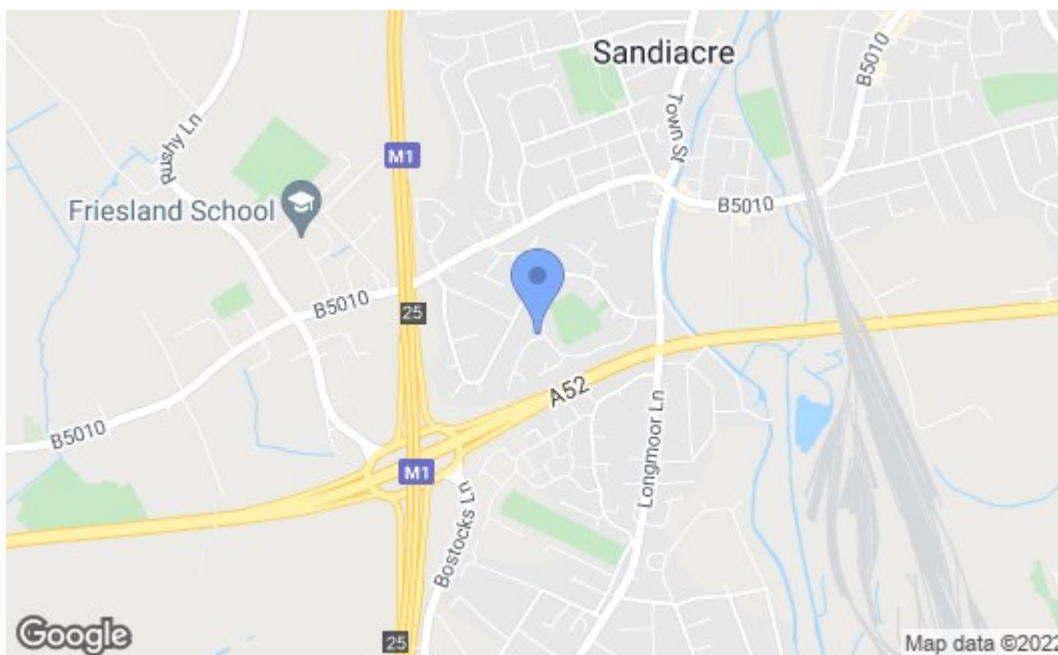 Sandiacre
B5010
Town St
Rushy Ln
M1
Friesland School
B5010
B5010
25
A52
Longmoor Ln
B5010
M1
Bostocks Ln
25
Google
Map data ©2022